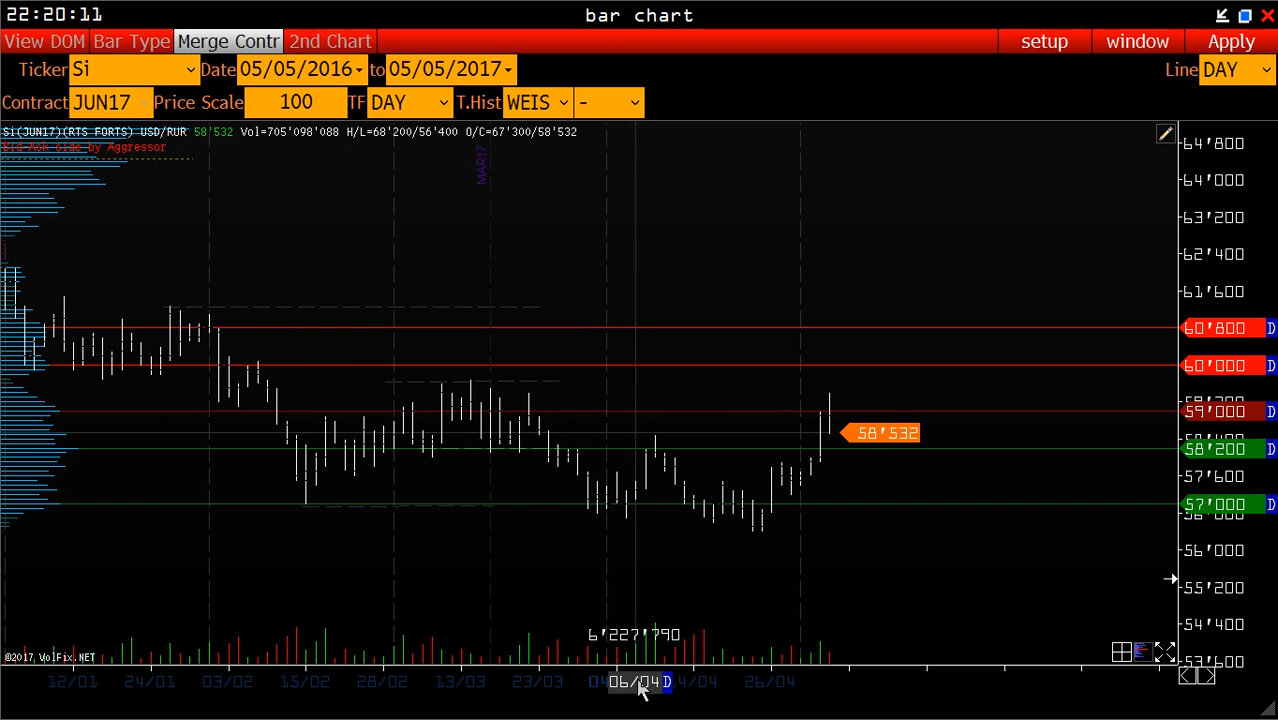 22:20:11
bar chart
View DOM Bar Type Merge Contr 2nd Chart setup window Apply
Ticker Si Date 05/05/2016 to 05/05/2017 Line DAY
Contract JUN17 Price Scale 100 TF DAY T.Hist WEIS -
Si(JUN17)(RTS FORTS) USD/RUR 58'532 Vol=705'098'088 H/L=68'200/56'400 O/C=67'300/58'532
Bid-Ask side by Aggressor
MAR17
64'800
64'000
63'200
62'400
61'600
60'800 D
60'000 D
59'000 D
58'532
58'200 D
57'600
57'000 D
56'000
55'200
54'400
6'227'790
©2017 VolFix.NET
53'600
12/01 24/01 03/02 15/02 28/02 13/03 23/03 06/04 D 26/04